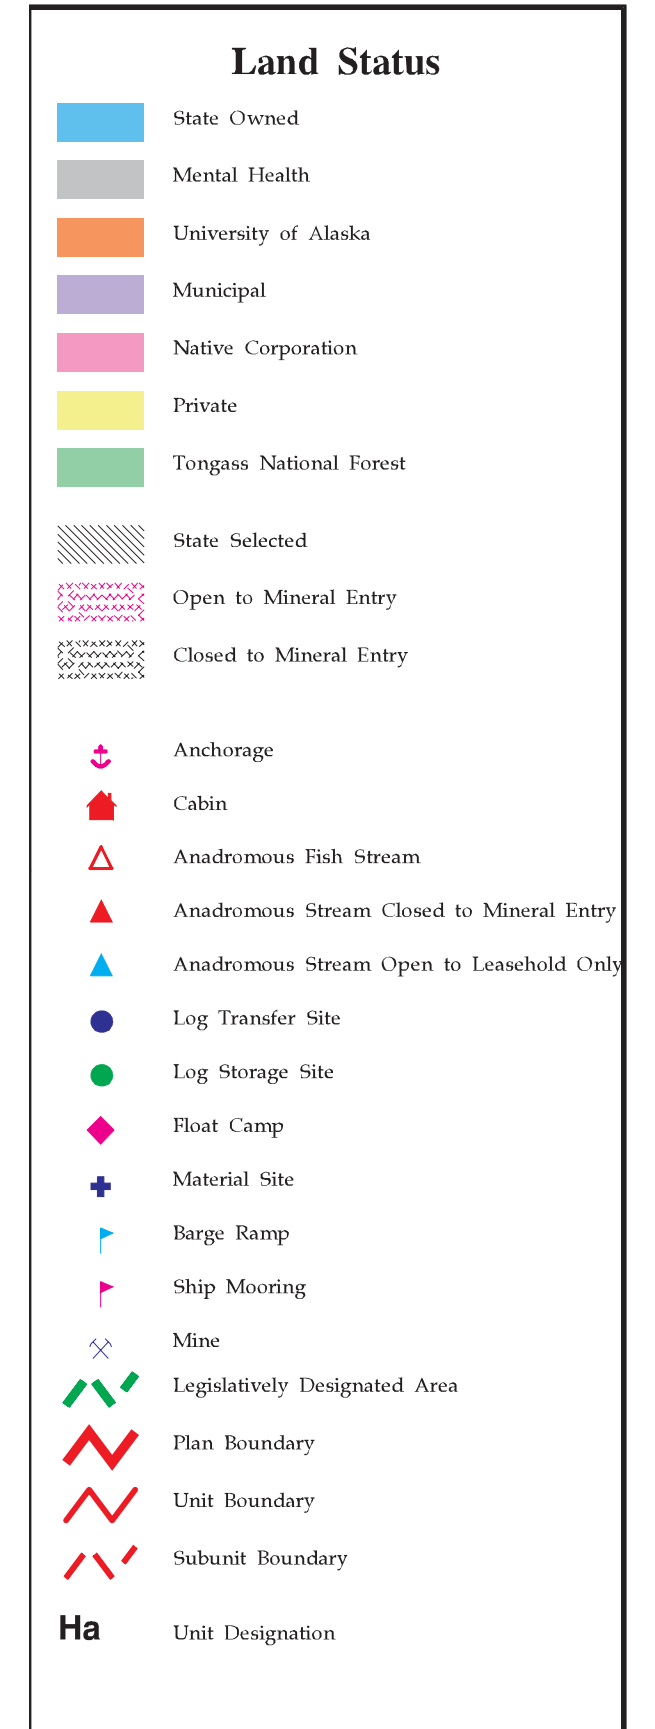 Land Status
State Owned
Mental Health
University of Alaska
Municipal
Native Corporation
Private
Tongass National Forest
State Selected
Open to Mineral Entry
Closed to Mineral Entry
Anchorage
Cabin
Anadromous Fish Stream
Anadromous Stream Closed to Mineral Entry
Anadromous Stream Open to Leasehold Only
Log Transfer Site
Log Storage Site
Float Camp
Material Site
Barge Ramp
Ship Mooring
Mine
Legislatively Designated Area
Plan Boundary
Unit Boundary
Subunit Boundary
Ha Unit Designation